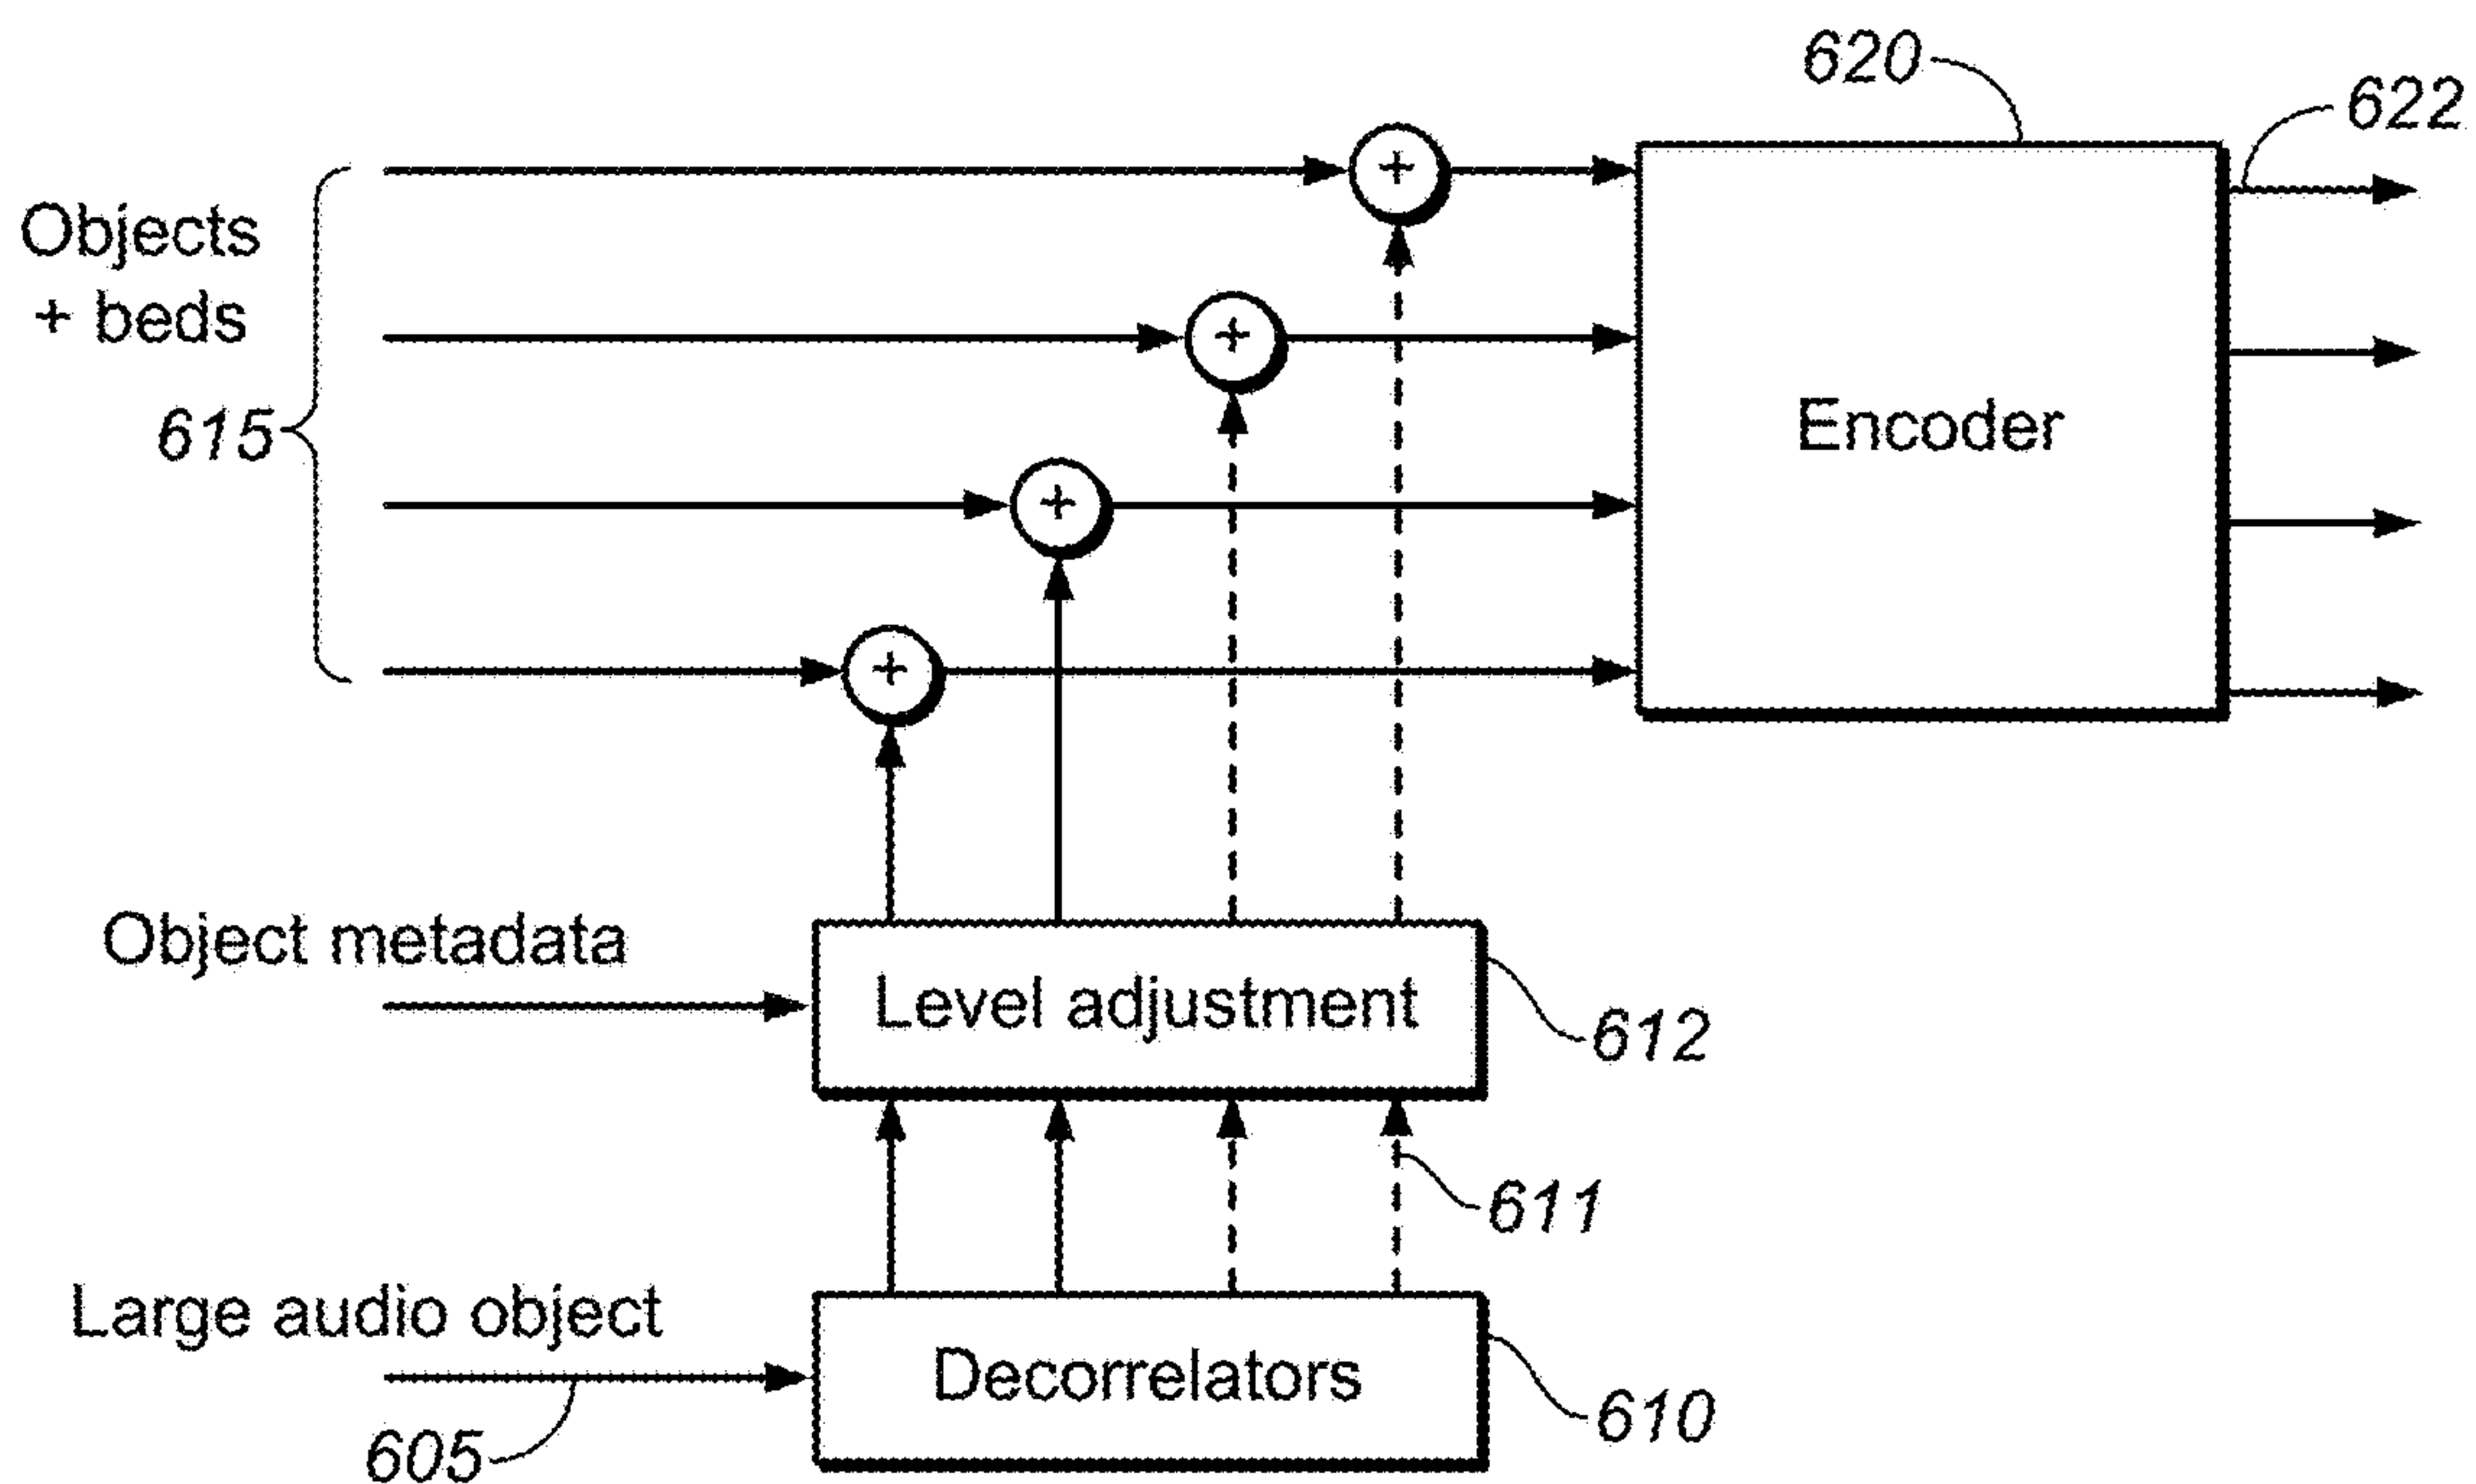 620
622
Objects
+ beds
615
+
+
+
+
Encoder
Object metadata
Level adjustment
612
611
Large audio object
605
Decorrelators
610